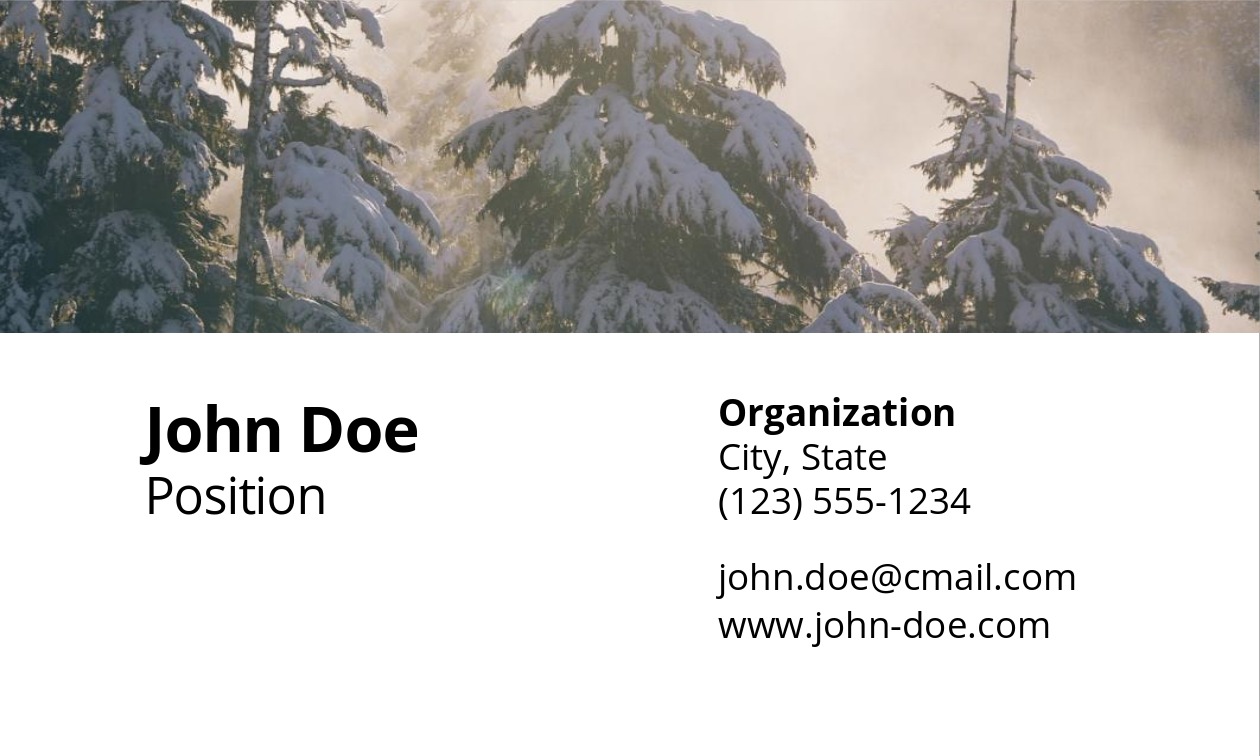 John Doe
Position
Organization
City, State
(123) 555-1234
john.doe@cmail.com
www.john-doe.com